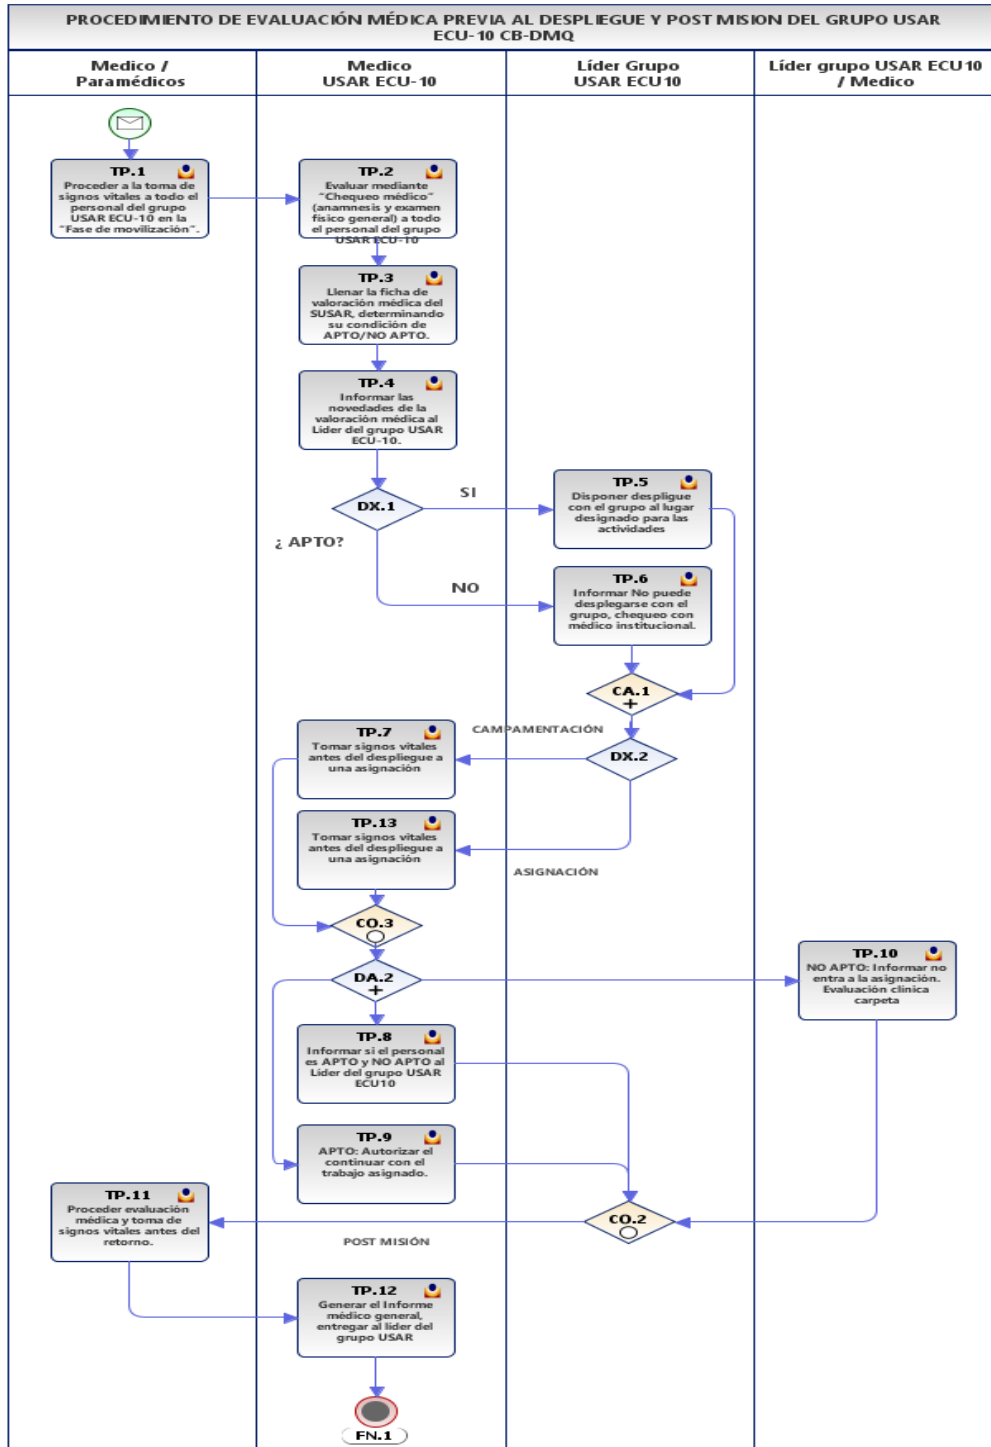 PROCEDIMIENTO DE EVALUACIÓN MÉDICA PREVIA AL DESPLIEGUE Y POST MISION DEL GRUPO USAR
ECU-10 CB-DMQ
Medico /
Paramédicos
Medico
USAR ECU-10
Líder Grupo
USAR ECU10
Líder grupo USAR ECU10
/ Medico
TP.1
Proceder a la toma de
signos vitales a todo el
personal del grupo
USAR ECU-10 en la
“Fase de movilización”.
TP.2
Evaluar mediante
“Chequeo médico”
(anamnesis y examen
físico general) a todo
el personal del grupo
USAR ECU-10
TP.3
Llenar la ficha de
valoración médica del
SUSAR, determinando
su condición de
APTO/NO APTO.
TP.4
Informar las
novedades de la
valoración médica al
Líder del grupo USAR
ECU-10.
DX.1
SI
¿ APTO?
NO
TP.5
Disponer despligue
con el grupo al lugar
designado para las
actividades
TP.6
Informar No puede
desplegarse con el
grupo, chequeo con
médico institucional.
CA.1
CAMPAMENTACIÓN
DX.2
TP.7
Tomar signos vitales
antes del despliegue a
una asignación
TP.13
Tomar signos vitales
antes del despliegue a
una asignación
ASIGNACIÓN
CO.3
DA.2
TP.10
NO APTO: Informar no
entra a la asignación.
Evaluación clínica
carpeta
TP.8
Informar si el personal
es APTO y NO APTO al
Lider del grupo USAR
ECU10
TP.9
APTO: Autorizar el
continuar con el
trabajo asignado.
TP.11
Proceder evaluación
médica y toma de
signos vitales antes del
retorno.
CO.2
POST MISIÓN
TP.12
Generar el Informe
médico general,
entregar al líder del
grupo USAR
FN.1